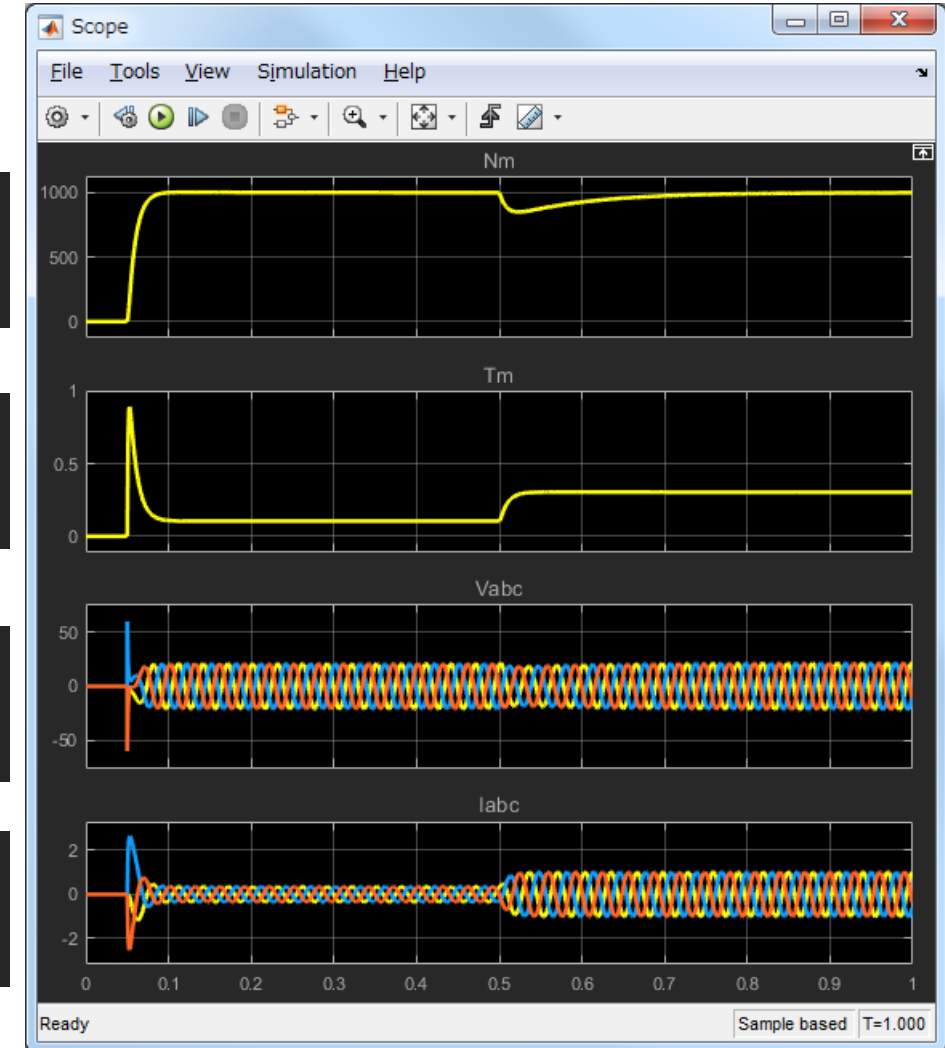 Scope
File Tools View Simulation Help
Nm
1000
500
0
Tm
1
0.5
0
Vabc
50
0
-50
Iabc
2
0
-2
0 0.1 0.2 0.3 0.4 0.5 0.6 0.7 0.8 0.9 1
Ready Sample based T=1.000